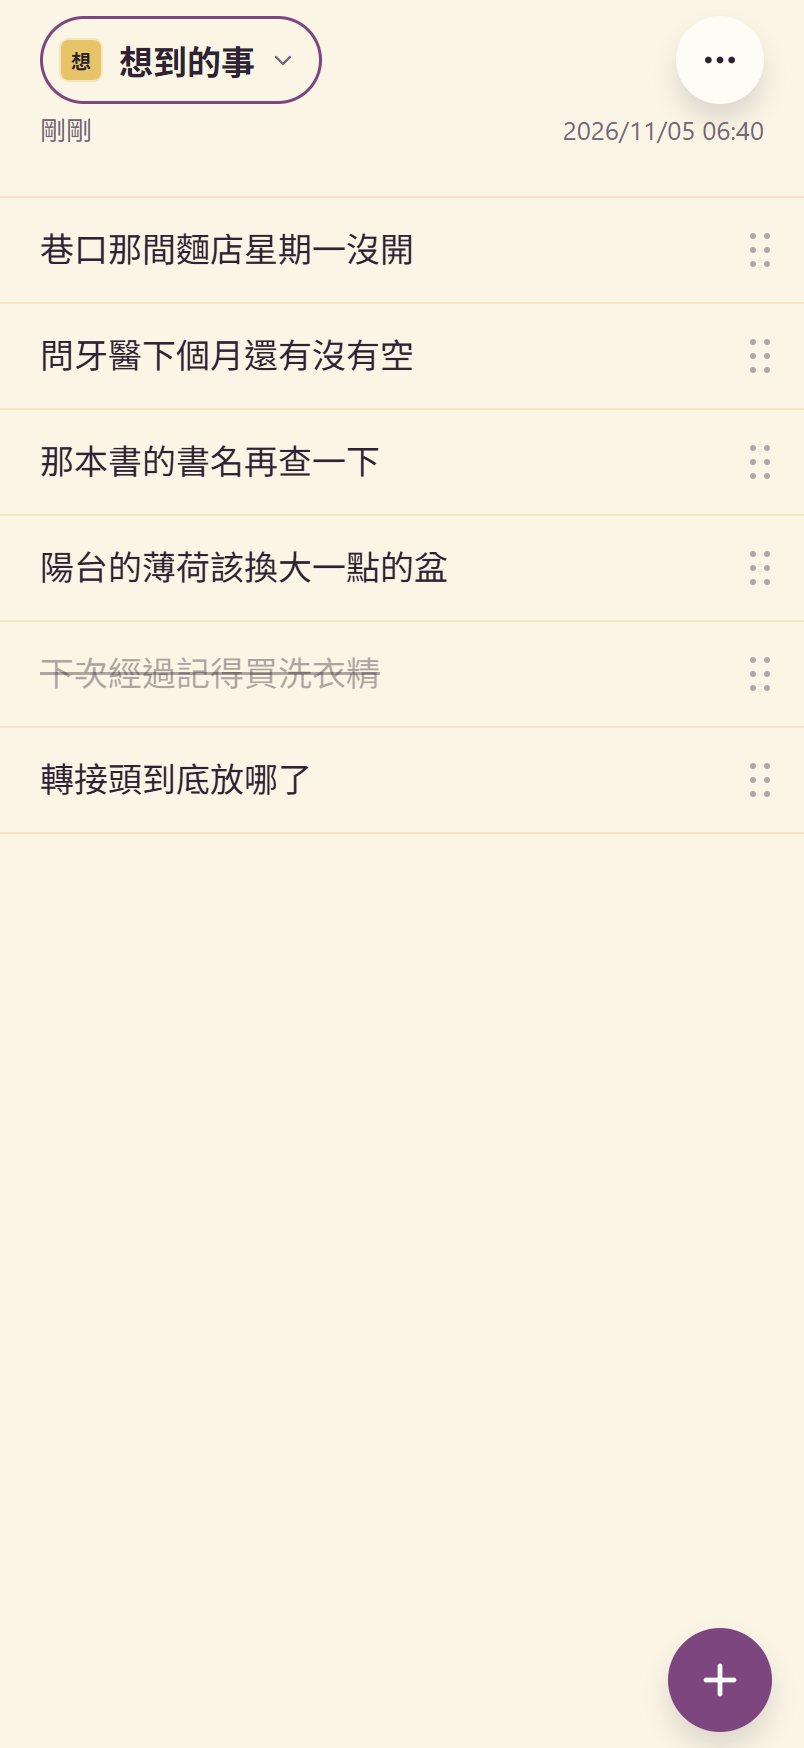 想 想到的事
剛剛 2026/11/05 06:40
巷口那間麵店星期一沒開
問牙醫下個月還有沒有空
那本書的書名再查一下
陽台的薄荷該換大一點的盆
下次經過記得買洗衣精
轉接頭到底放哪了